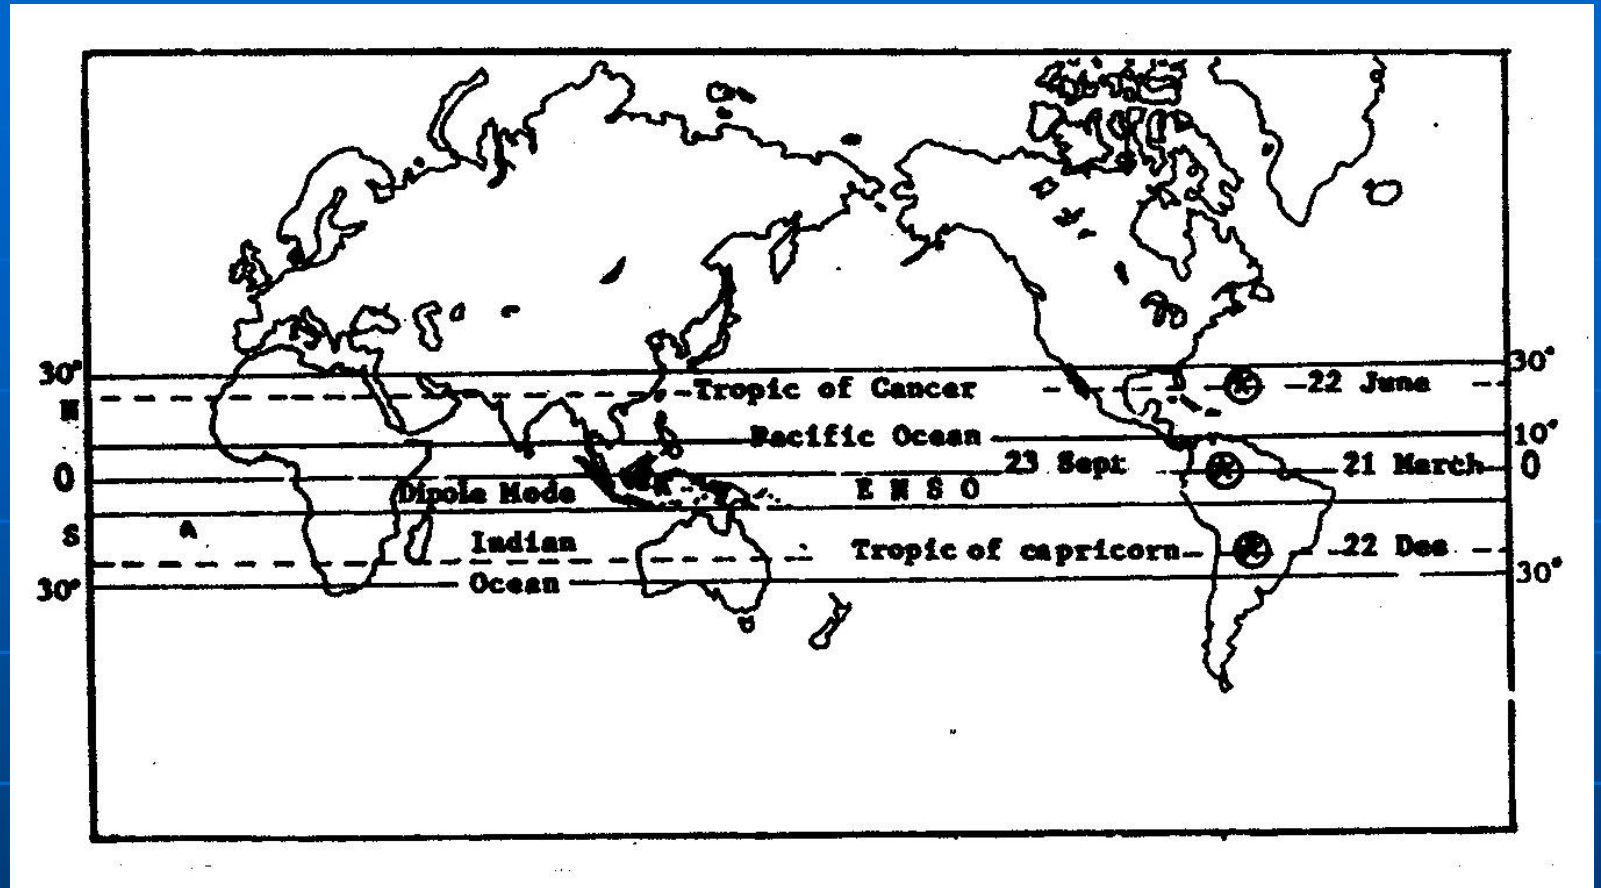 30° 30°
N Tropic of Cancer 22 June
Pacific Ocean 10°
0 23 Sept 21 March 0
Dipole Mode E N S O
S A
Indian Tropic of capricorn 22 Dec
30° Ocean 30°